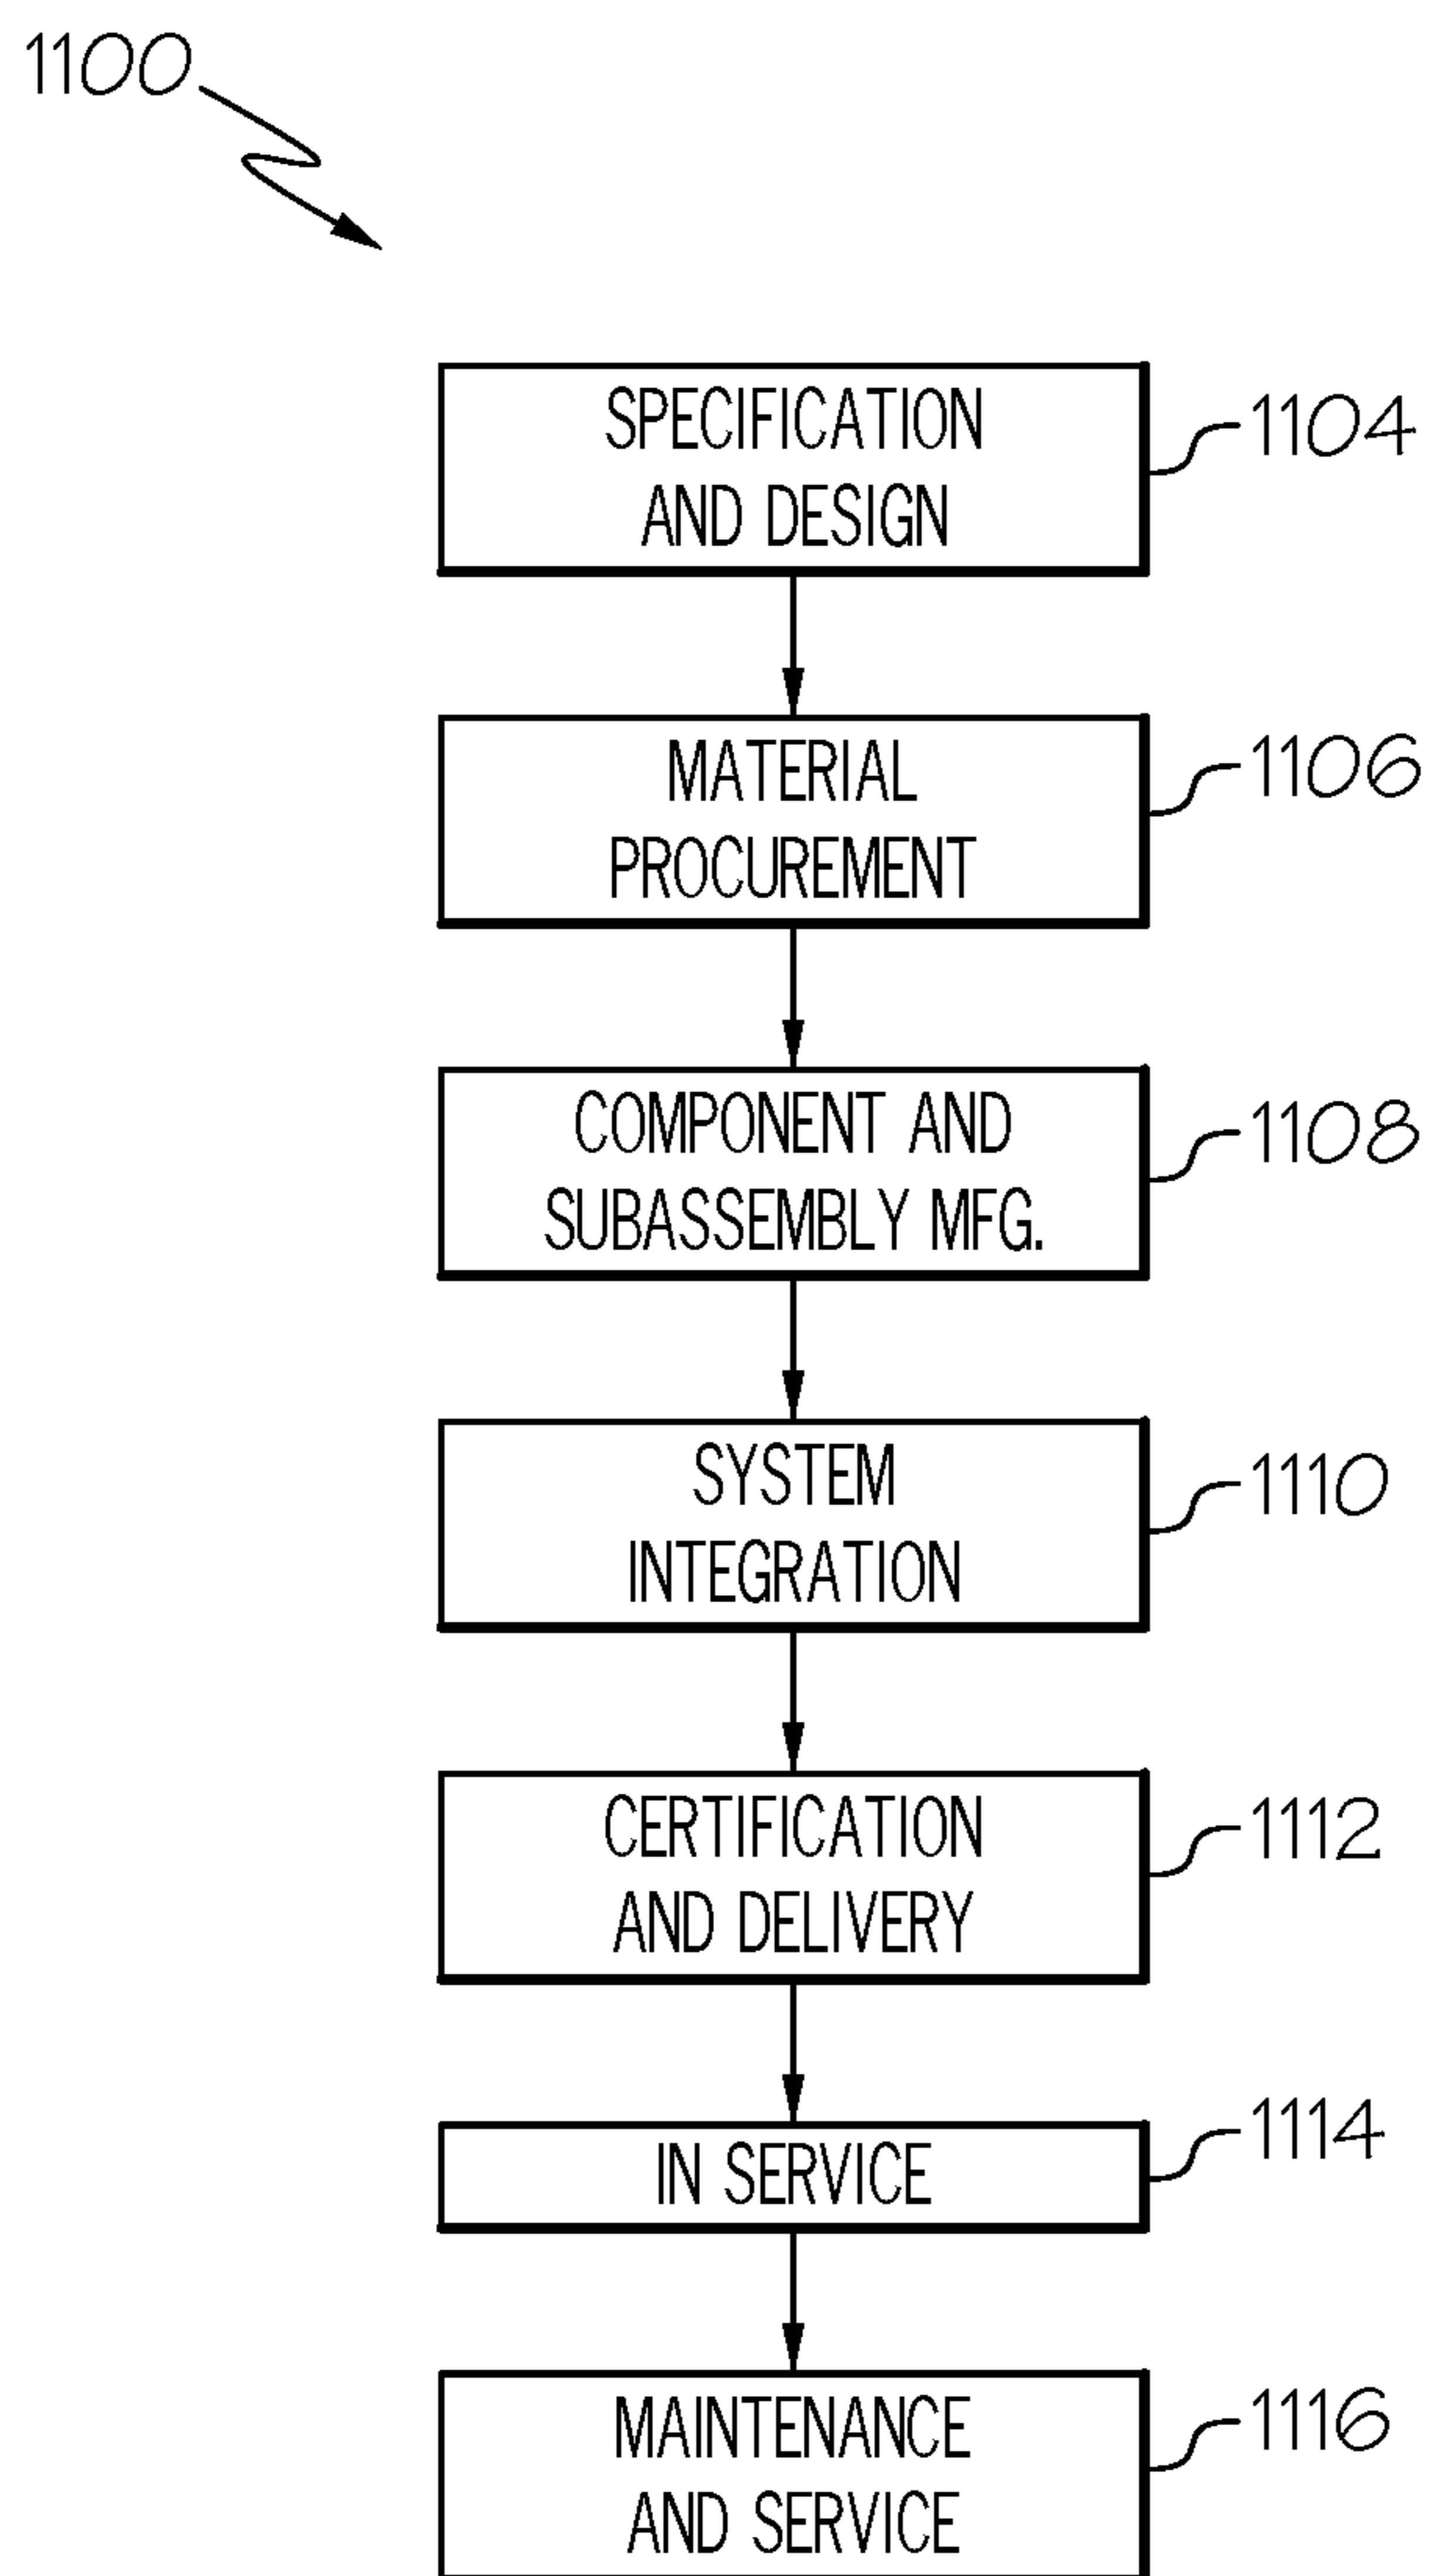 1100
SPECIFICATION
AND DESIGN
1104
MATERIAL
PROCUREMENT
1106
COMPONENT AND
SUBASSEMBLY MFG.
1108
SYSTEM
INTEGRATION
1110
CERTIFICATION
AND DELIVERY
1112
IN SERVICE
1114
MAINTENANCE
AND SERVICE
1116